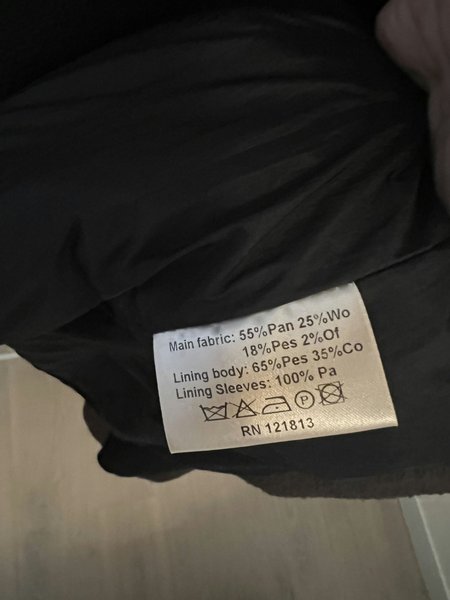 Main fabric: 55%Pan 25%Wo
18%Pes 2%Of
Lining body: 65%Pes 35%Co
Lining Sleeves: 100% Pa
P
RN 121813